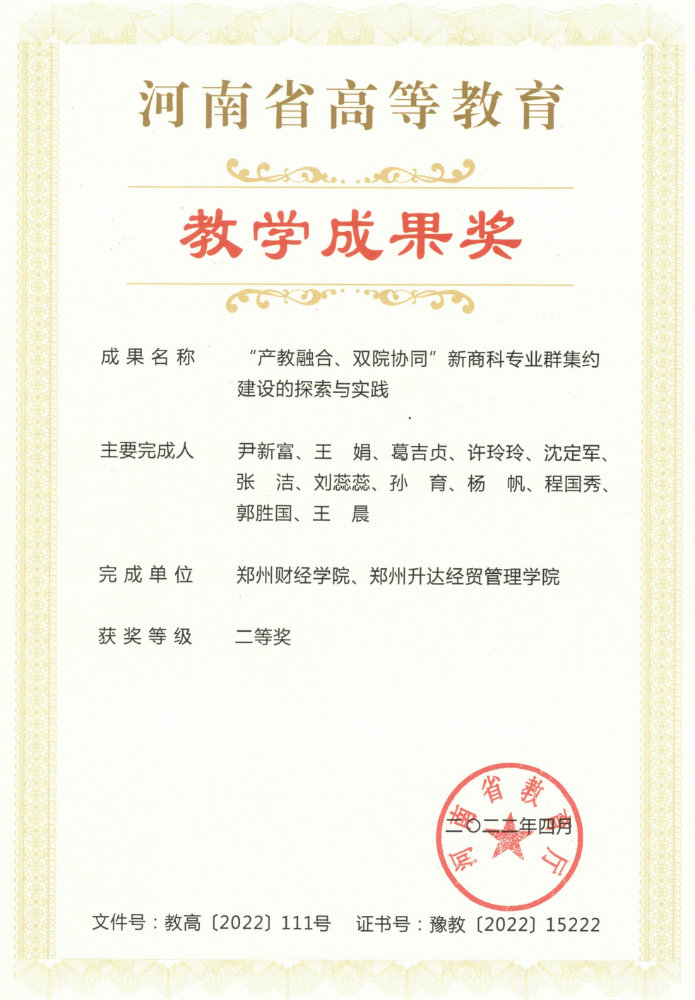 河南省高等教育
教学成果奖
成果名称 “产教融合、双院协同”新商科专业群集约
建设的探索与实践
主要完成人 尹新富、王　娟、葛吉贞、许玲玲、沈定军、
张　洁、刘蕊蕊、孙　育、杨　帆、程国秀、
郭胜国、王　晨
完成单位 郑州财经学院、郑州升达经贸管理学院
获奖等级 二等奖
河南省教育厅
二〇二二年四月
文件号：教高〔2022〕111号 证书号：豫教〔2022〕15222